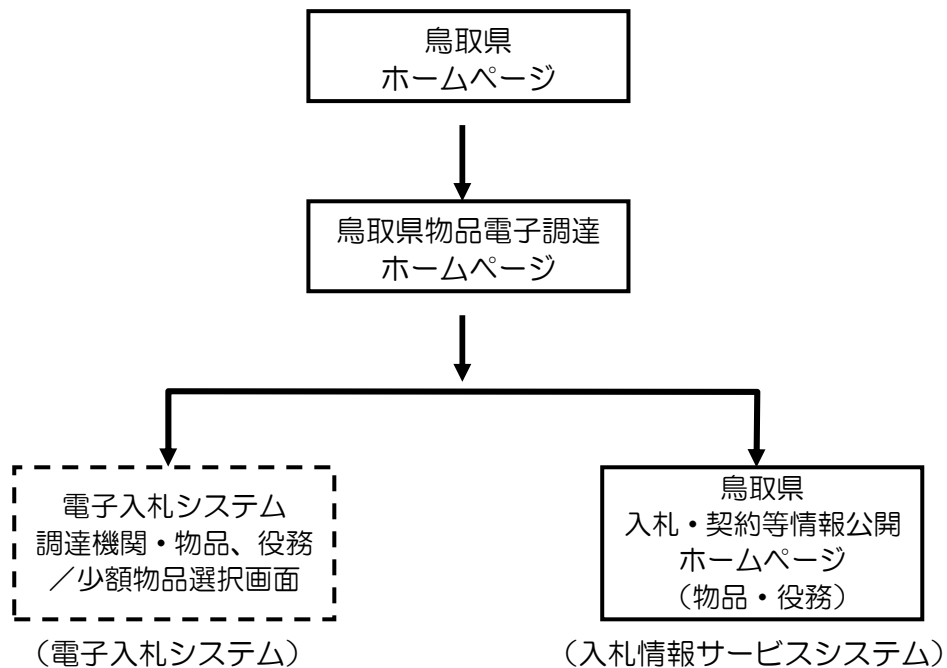 鳥取県
ホームページ
鳥取県物品電子調達
ホームページ
電子入札システム
調達機関・物品、役務
／少額物品選択画面
（電子入札システム）
鳥取県
入札・契約等情報公開
ホームページ
（物品・役務）
（入札情報サービスシステム）